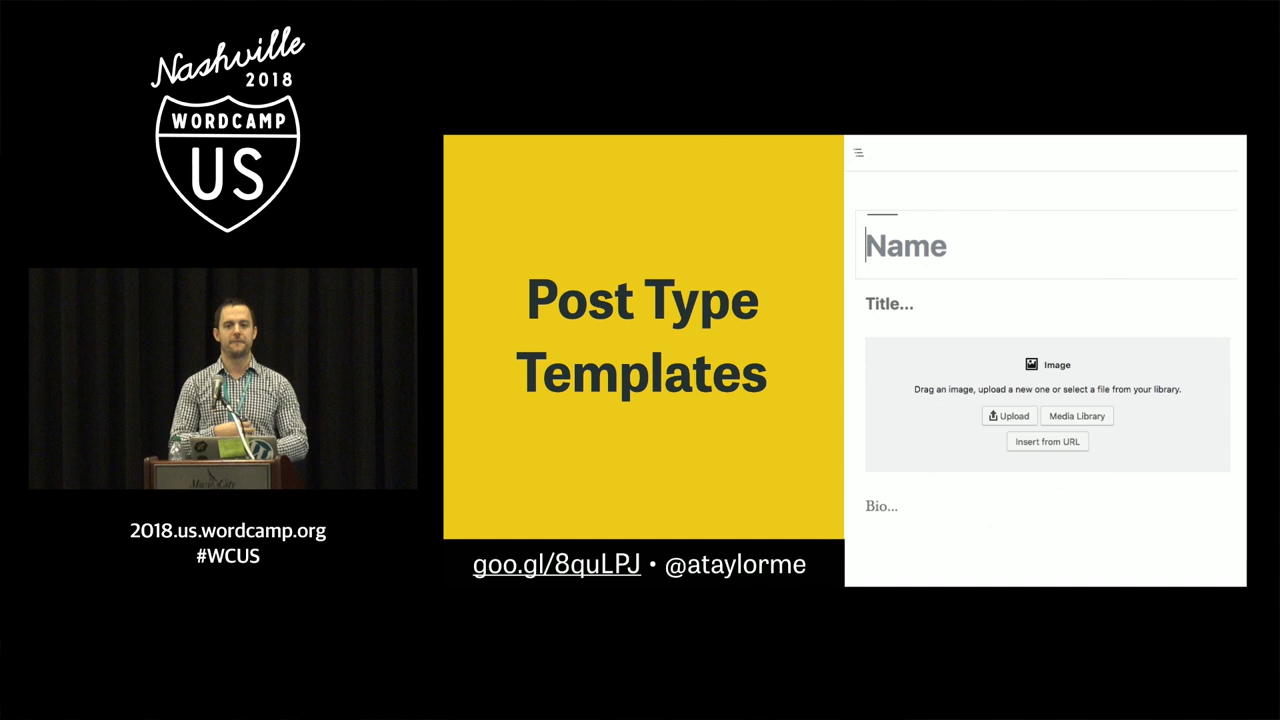 Nashville
2018
WORDCAMP
US
Music City
2018.us.wordcamp.org
#WCUS
Post Type
Templates
goo.gl/8quLPJ • @ataylorme
Name
Title...
Image
Drag an image, upload a new one or select a file from your library.
Upload
Media Library
Insert from URL
Bio...